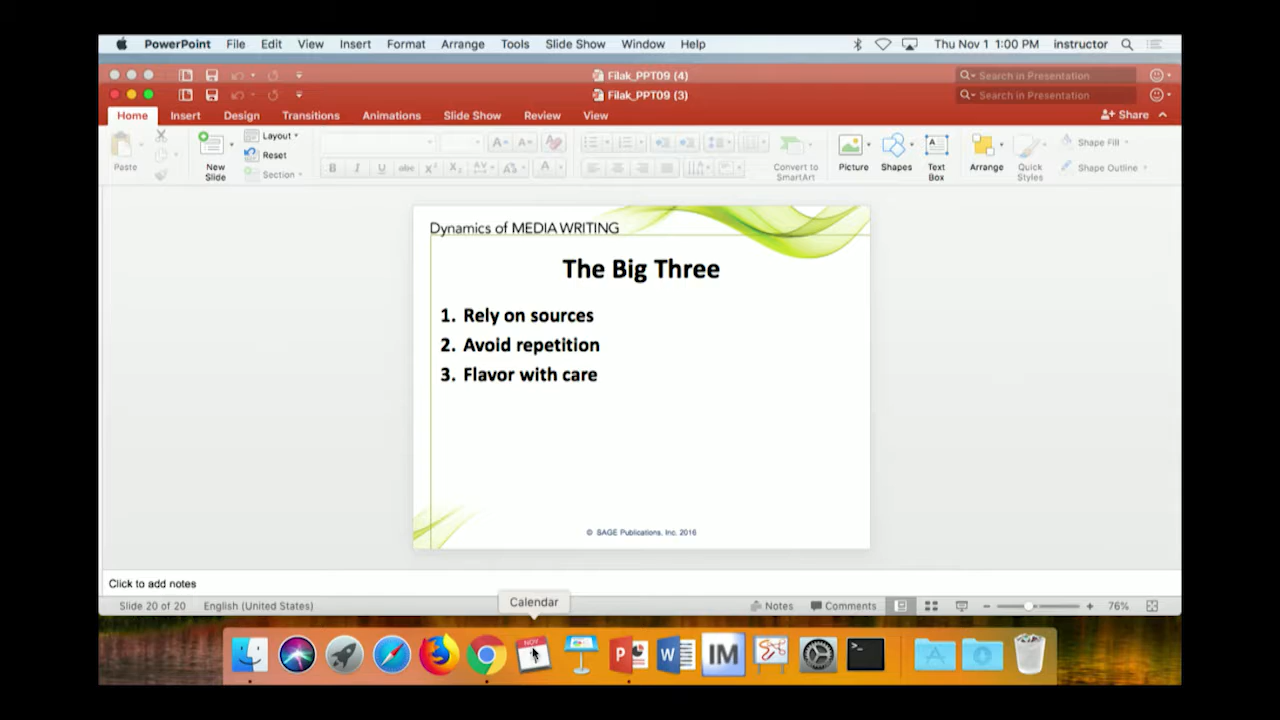 PowerPoint File Edit View Insert Format Arrange Tools Slide Show Window Help Thu Nov 1 1:00 PM instructor
Filak_PPT09 (4) Search in Presentation
Filak_PPT09 (3) Search in Presentation
Home Insert Design Transitions Animations Slide Show Review View Share
Paste
New
Slide
Layout
Reset
Section
B I U abc X² X₂ AV A
A A
Convert to
SmartArt
Picture
Shapes
Text
Box
Arrange
Quick
Styles
Shape Fill
Shape Outline
Dynamics of MEDIA WRITING
The Big Three
1. Rely on sources
2. Avoid repetition
3. Flavor with care
© SAGE Publications, Inc. 2016
Click to add notes
Slide 20 of 20 English (United States) Notes Comments 76%
Calendar
NOV
P
W
IM
>_